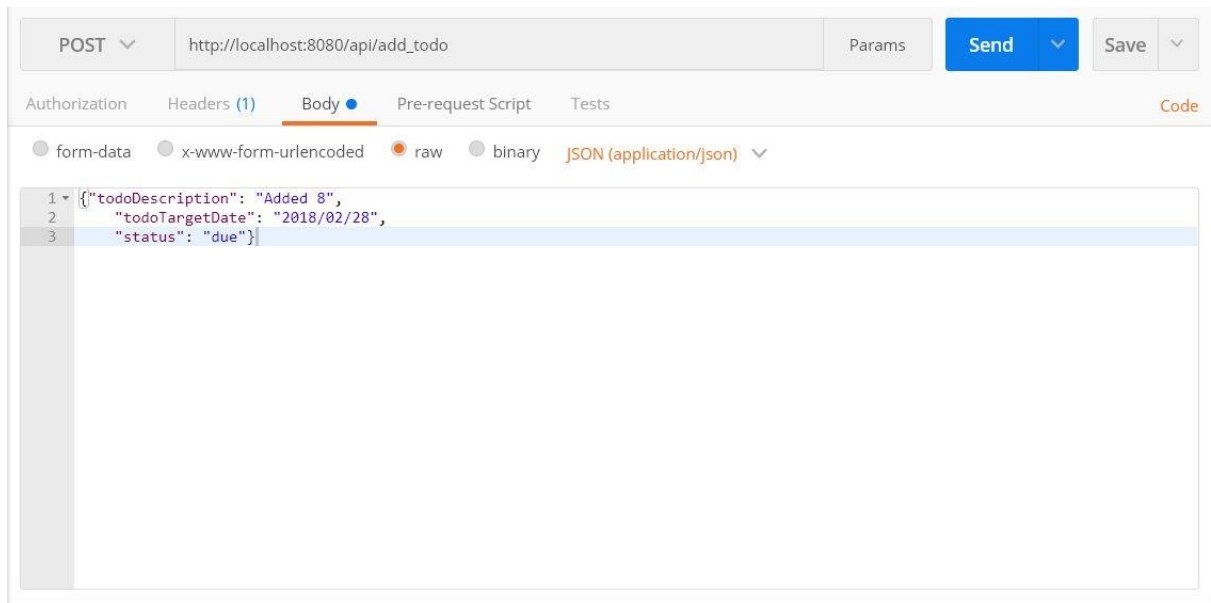 POST http://localhost:8080/api/add_todo Params Send Save
Authorization Headers (1) Body Pre-request Script Tests Code
form-data x-www-form-urlencoded raw binary JSON (application/json)
1 {"todoDescription": "Added 8",
2 "todoTargetDate": "2018/02/28",
3 "status": "due"}